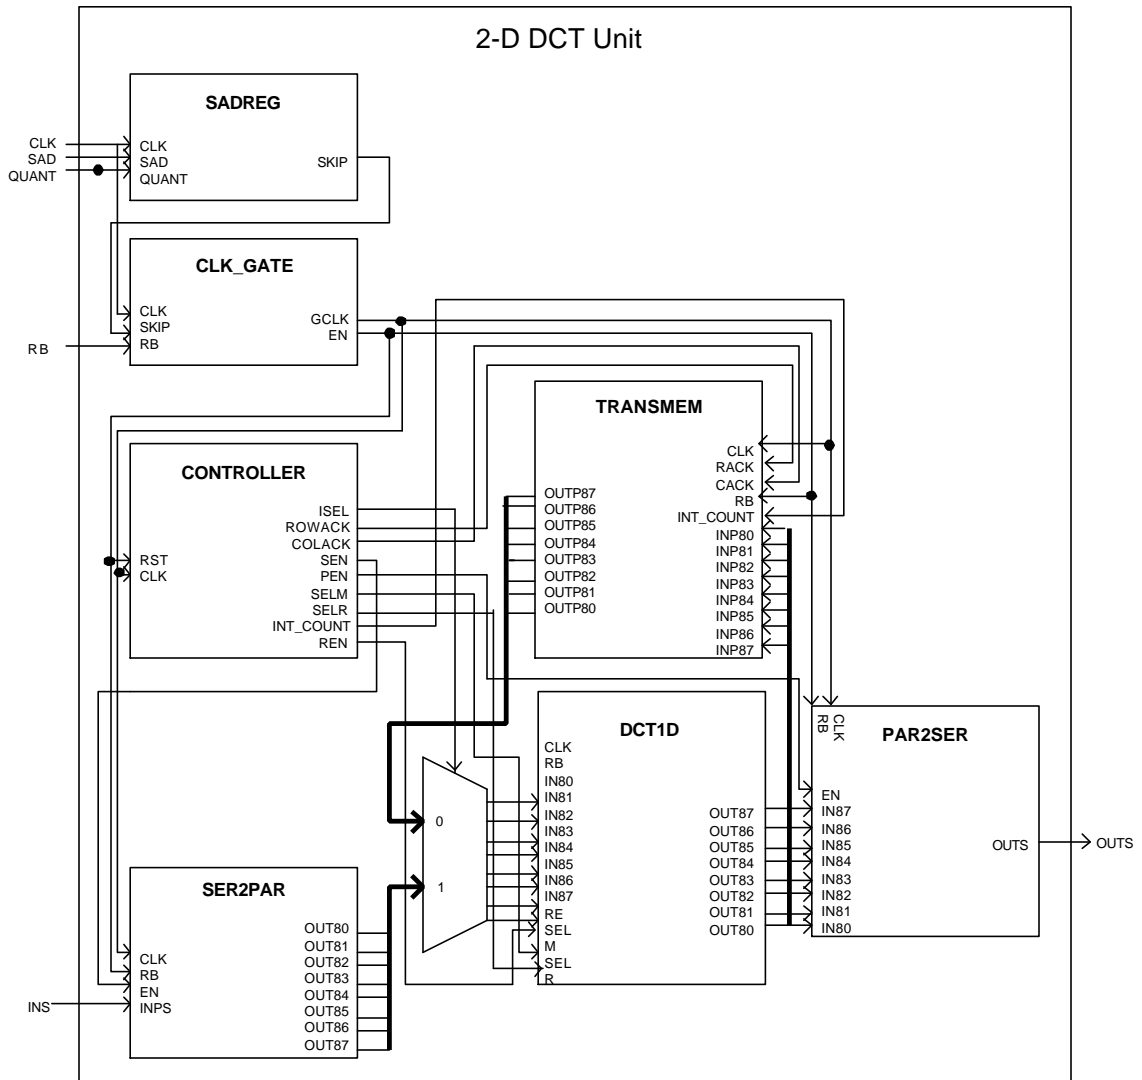 2-D DCT Unit
SADREG
CLK
SAD
QUANT
CLK
SAD
QUANT
SKIP
CLK_GATE
CLK
SKIP
RB
GCLK
EN
RB
TRANSMEM
CLK
RACK
CACK
RB
INT_COUNT
INP80
INP81
INP82
INP83
INP84
INP85
INP86
INP87
OUTP87
OUTP86
OUTP85
OUTP84
OUTP83
OUTP82
OUTP81
OUTP80
CONTROLLER
RST
CLK
ISEL
ROWACK
COLACK
SEN
PEN
SELM
SELR
INT_COUNT
REN
0
1
DCT1D
CLK
RB
IN80
IN81
IN82
IN83
IN84
IN85
IN86
IN87
RE
SEL
M
SEL
R
OUT87
OUT86
OUT85
OUT84
OUT83
OUT82
OUT81
OUT80
PAR2SER
RB
CLK
EN
IN87
IN86
IN85
IN84
IN83
IN82
IN81
IN80
OUTS
OUTS
SER2PAR
CLK
RB
EN
INPS
INS
OUT80
OUT81
OUT82
OUT83
OUT84
OUT85
OUT86
OUT87